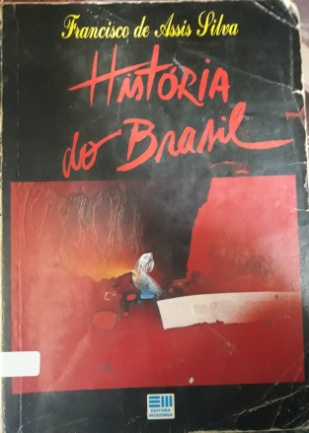 Francisco de Assis Silva
História
do Brasil
EDITORA
MODERNA